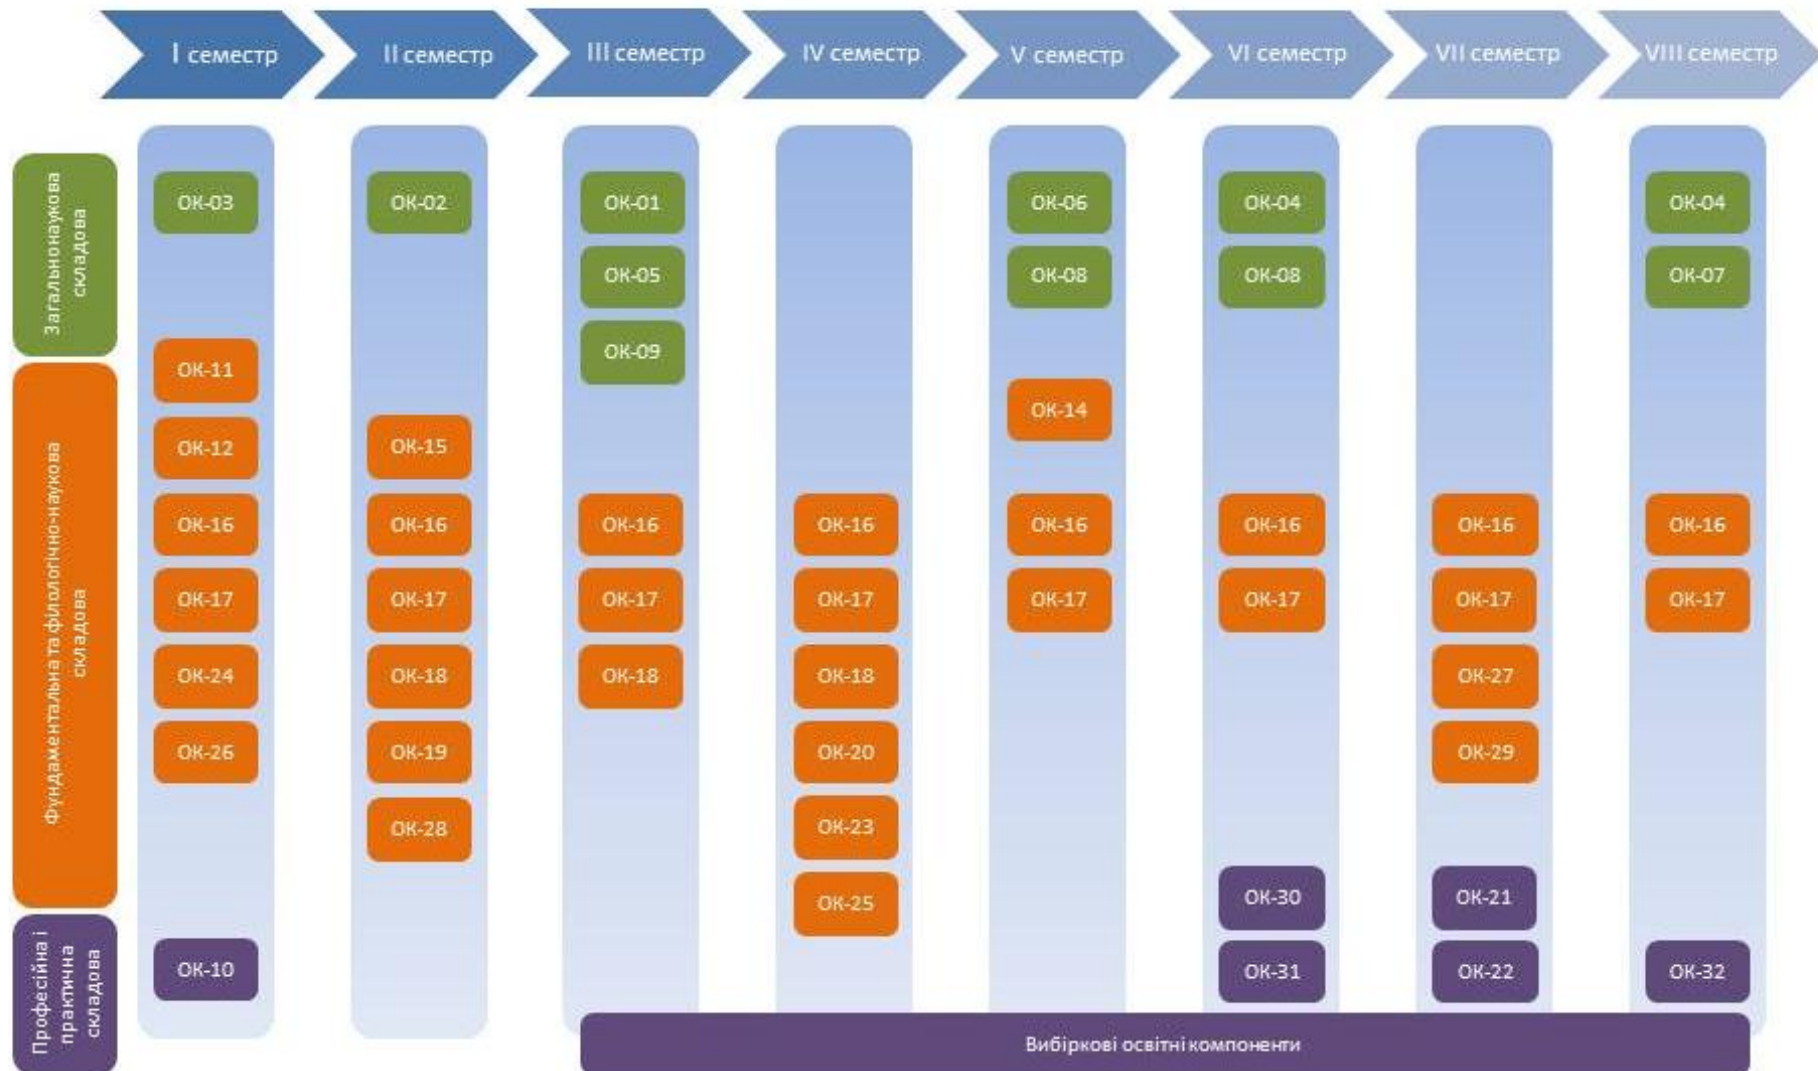 I семестр
II семестр
III семестр
IV семестр
V семестр
VI семестр
VII семестр
VIII семестр
Загальнонаукова
складова
ОК-03
ОК-02
ОК-01
ОК-06
ОК-04
ОК-04
ОК-05
ОК-08
ОК-08
ОК-07
ОК-09
Фундаментальна та філологічно-наукова
складова
ОК-11
ОК-14
ОК-12
ОК-15
ОК-16
ОК-16
ОК-16
ОК-16
ОК-16
ОК-16
ОК-16
ОК-16
ОК-17
ОК-17
ОК-17
ОК-17
ОК-17
ОК-17
ОК-17
ОК-17
ОК-24
ОК-18
ОК-18
ОК-18
ОК-27
ОК-26
ОК-19
ОК-20
ОК-29
ОК-28
ОК-23
ОК-25
ОК-30
ОК-21
Професійна і
практична
складова
ОК-10
ОК-31
ОК-22
ОК-32
Вибіркові освітні компоненти